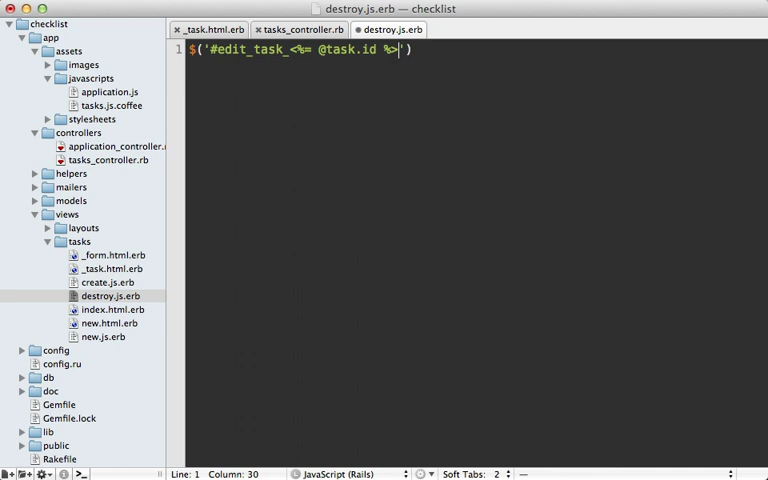 destroy.js.erb — checklist
checklist
app
assets
images
javascripts
application.js
tasks.js.coffee
stylesheets
controllers
application_controller.r
tasks_controller.rb
helpers
mailers
models
views
layouts
tasks
_form.html.erb
_task.html.erb
create.js.erb
destroy.js.erb
index.html.erb
new.html.erb
new.js.erb
config
config.ru
db
doc
Gemfile
Gemfile.lock
lib
public
Rakefile
_task.html.erb tasks_controller.rb destroy.js.erb
1 $('#edit_task_<%= @task.id %>')
Line: 1 Column: 30 JavaScript (Rails) Soft Tabs: 2 —